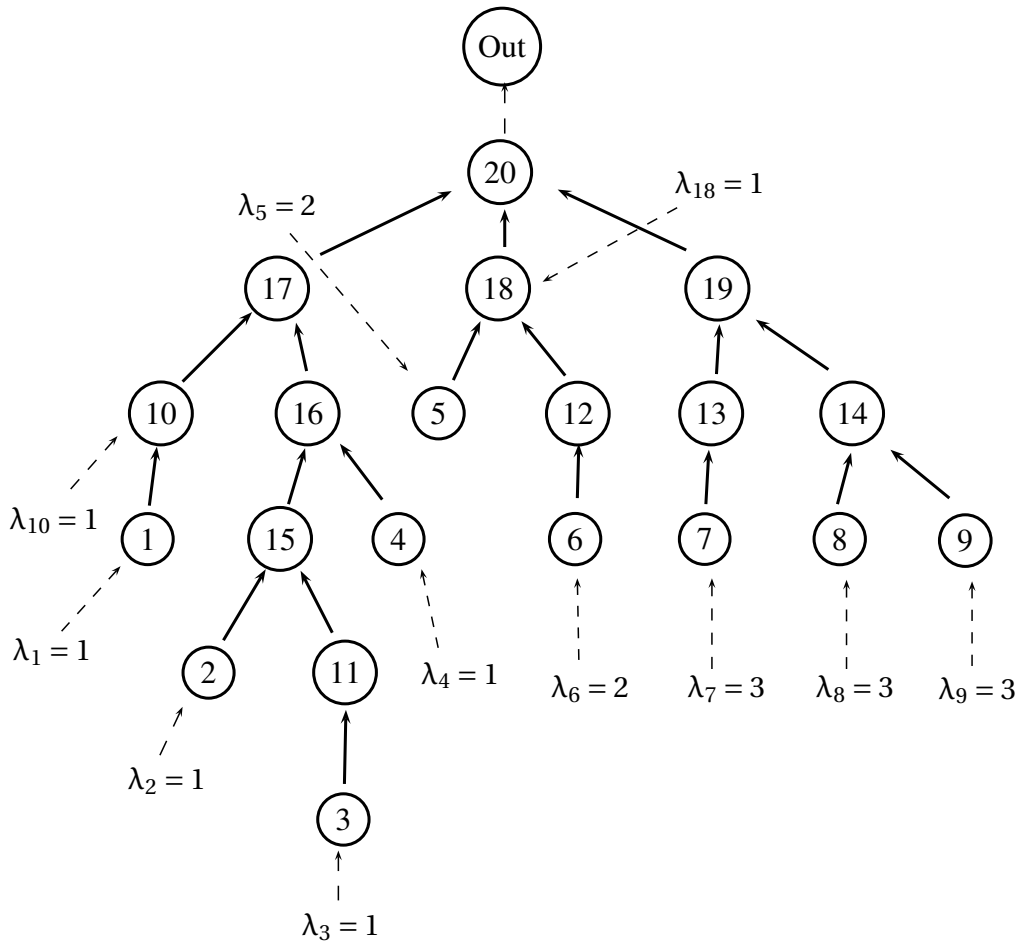 Out
20
λ₁₈ = 1
λ₅ = 2
17
18
19
10
16
5
12
13
14
λ₁₀ = 1
1
15
4
6
7
8
9
λ₁ = 1
2
11
λ₄ = 1
λ₆ = 2
λ₇ = 3
λ₈ = 3
λ₉ = 3
λ₂ = 1
3
λ₃ = 1